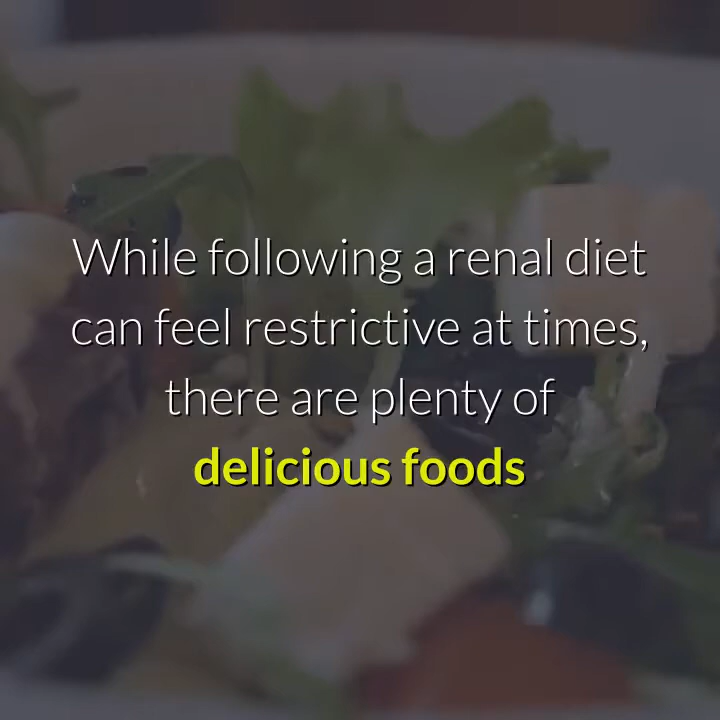 While following a renal diet
can feel restrictive at times,
there are plenty of
delicious foods